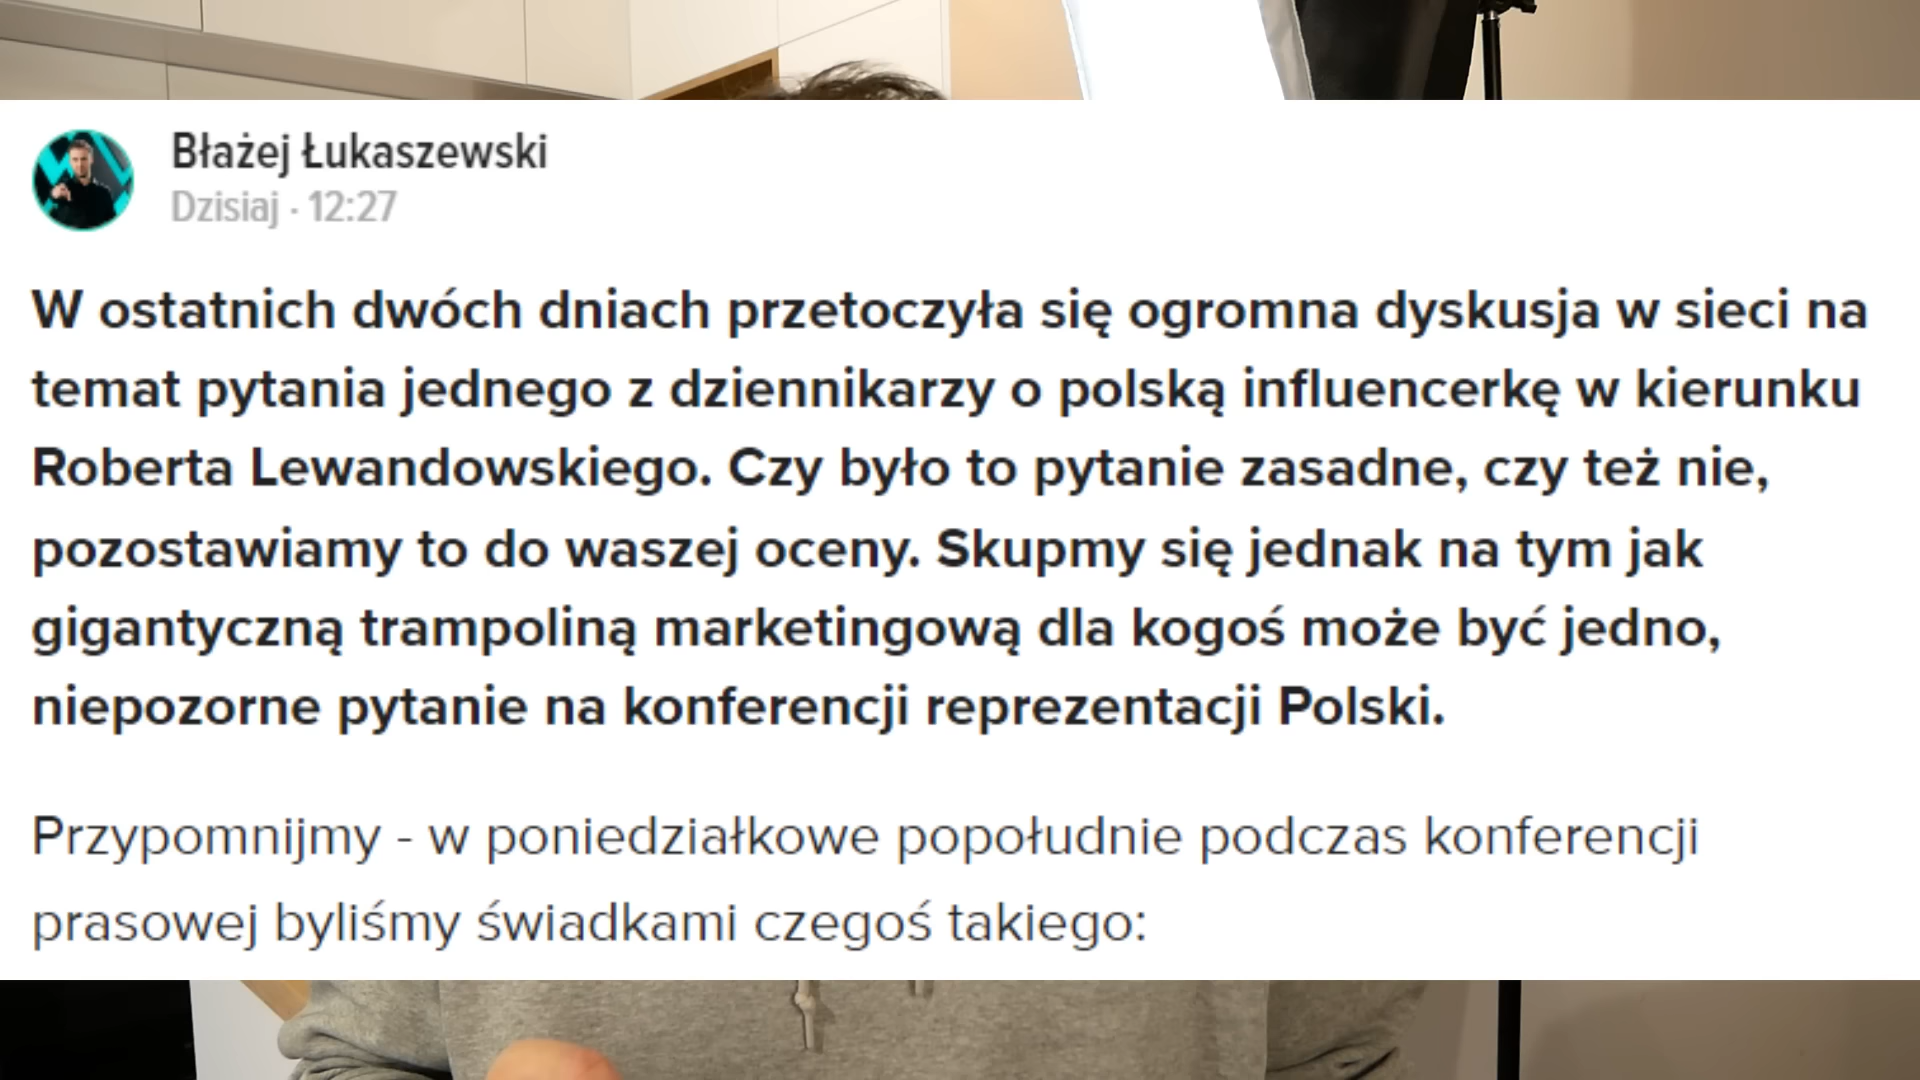 Błażej Łukaszewski
Dzisiaj · 12:27
W ostatnich dwóch dniach przetoczyła się ogromna dyskusja w sieci na
temat pytania jednego z dziennikarzy o polską influencerkę w kierunku
Roberta Lewandowskiego. Czy było to pytanie zasadne, czy też nie,
pozostawiamy to do waszej oceny. Skupmy się jednak na tym jak
gigantyczną trampoliną marketingową dla kogoś może być jedno,
niepozorne pytanie na konferencji reprezentacji Polski.
Przypomnijmy - w poniedziałkowe popołudnie podczas konferencji
prasowej byliśmy świadkami czegoś takiego: